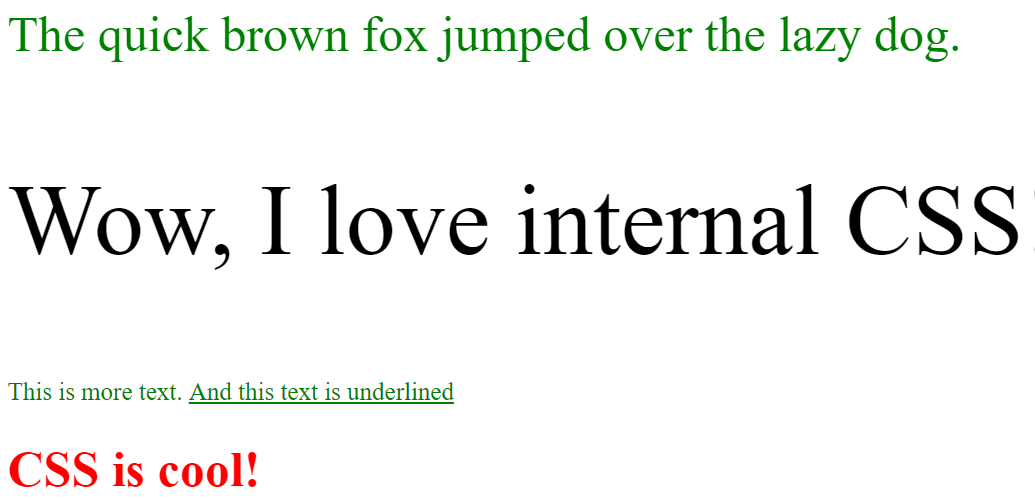 The quick brown fox jumped over the lazy dog.
Wow, I love internal CSS
This is more text. And this text is underlined
CSS is cool!